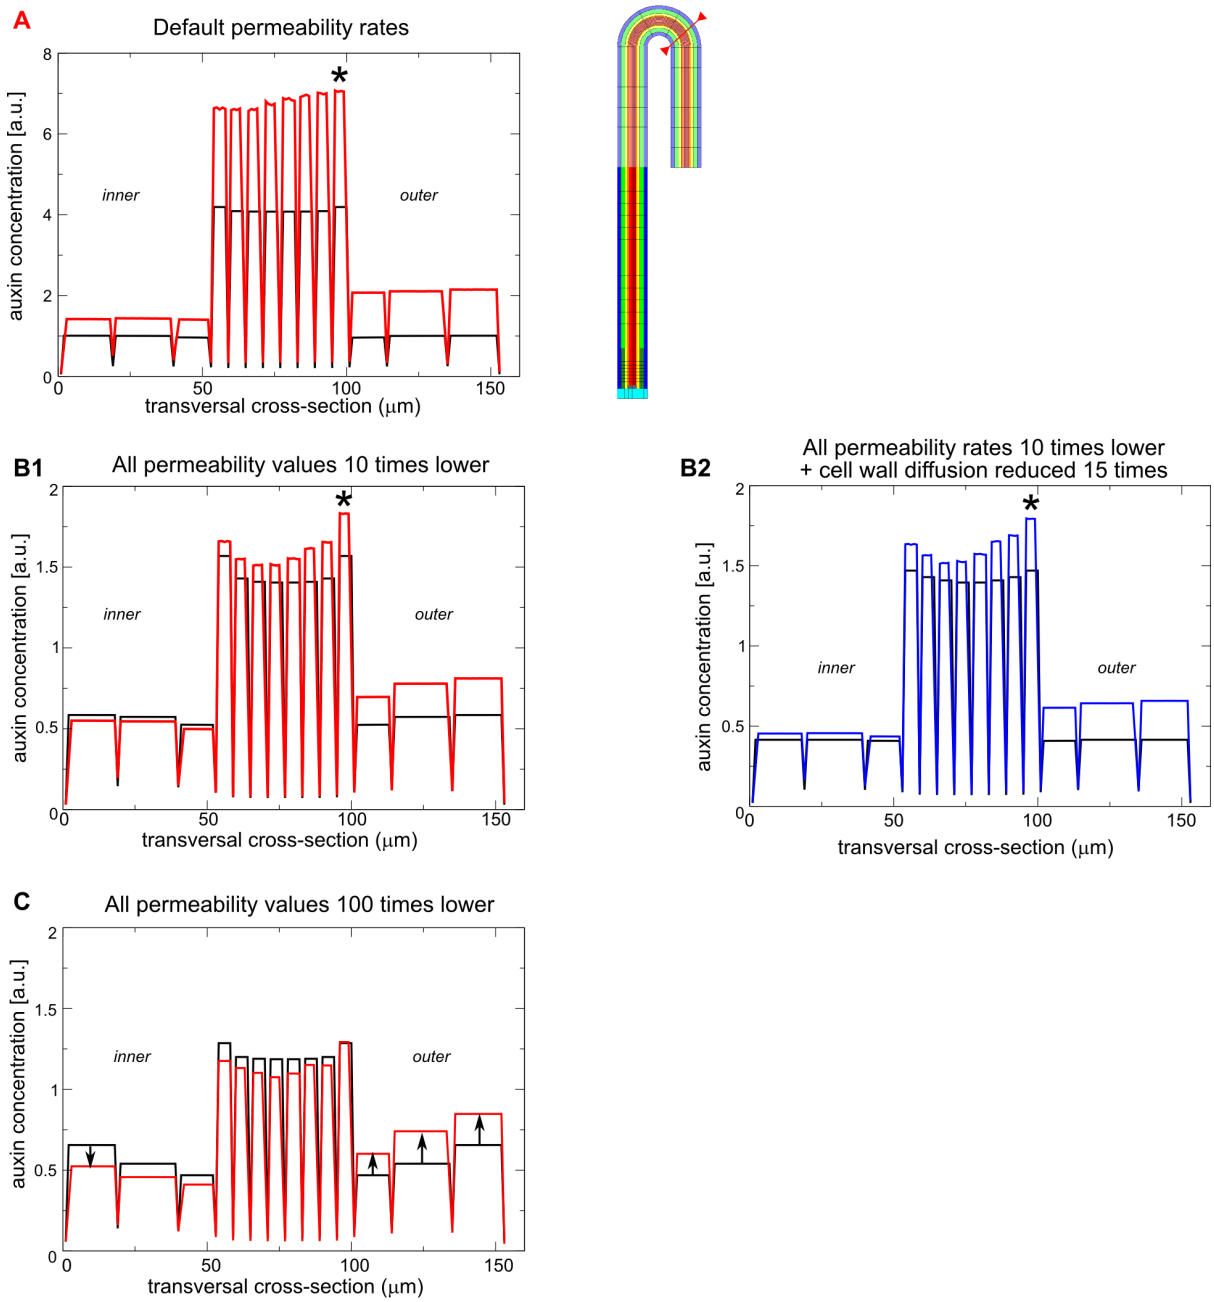 A
Default permeability rates
*
auxin concentration [a.u.]
8
6
4
2
0
inner
outer
0
50
100
150
transversal cross-section (μm)
B1
All permeability values 10 times lower
*
auxin concentration [a.u.]
2
1.5
1
0.5
0
inner
outer
0
50
100
150
transversal cross-section (μm)
B2
All permeability rates 10 times lower
+ cell wall diffusion reduced 15 times
*
auxin concentration [a.u.]
2
1.5
1
0.5
0
inner
outer
0
50
100
150
transversal cross-section (μm)
C
All permeability values 100 times lower
auxin concentration [a.u.]
2
1.5
1
0.5
0
inner
outer
0
50
100
150
transversal cross-section (μm)